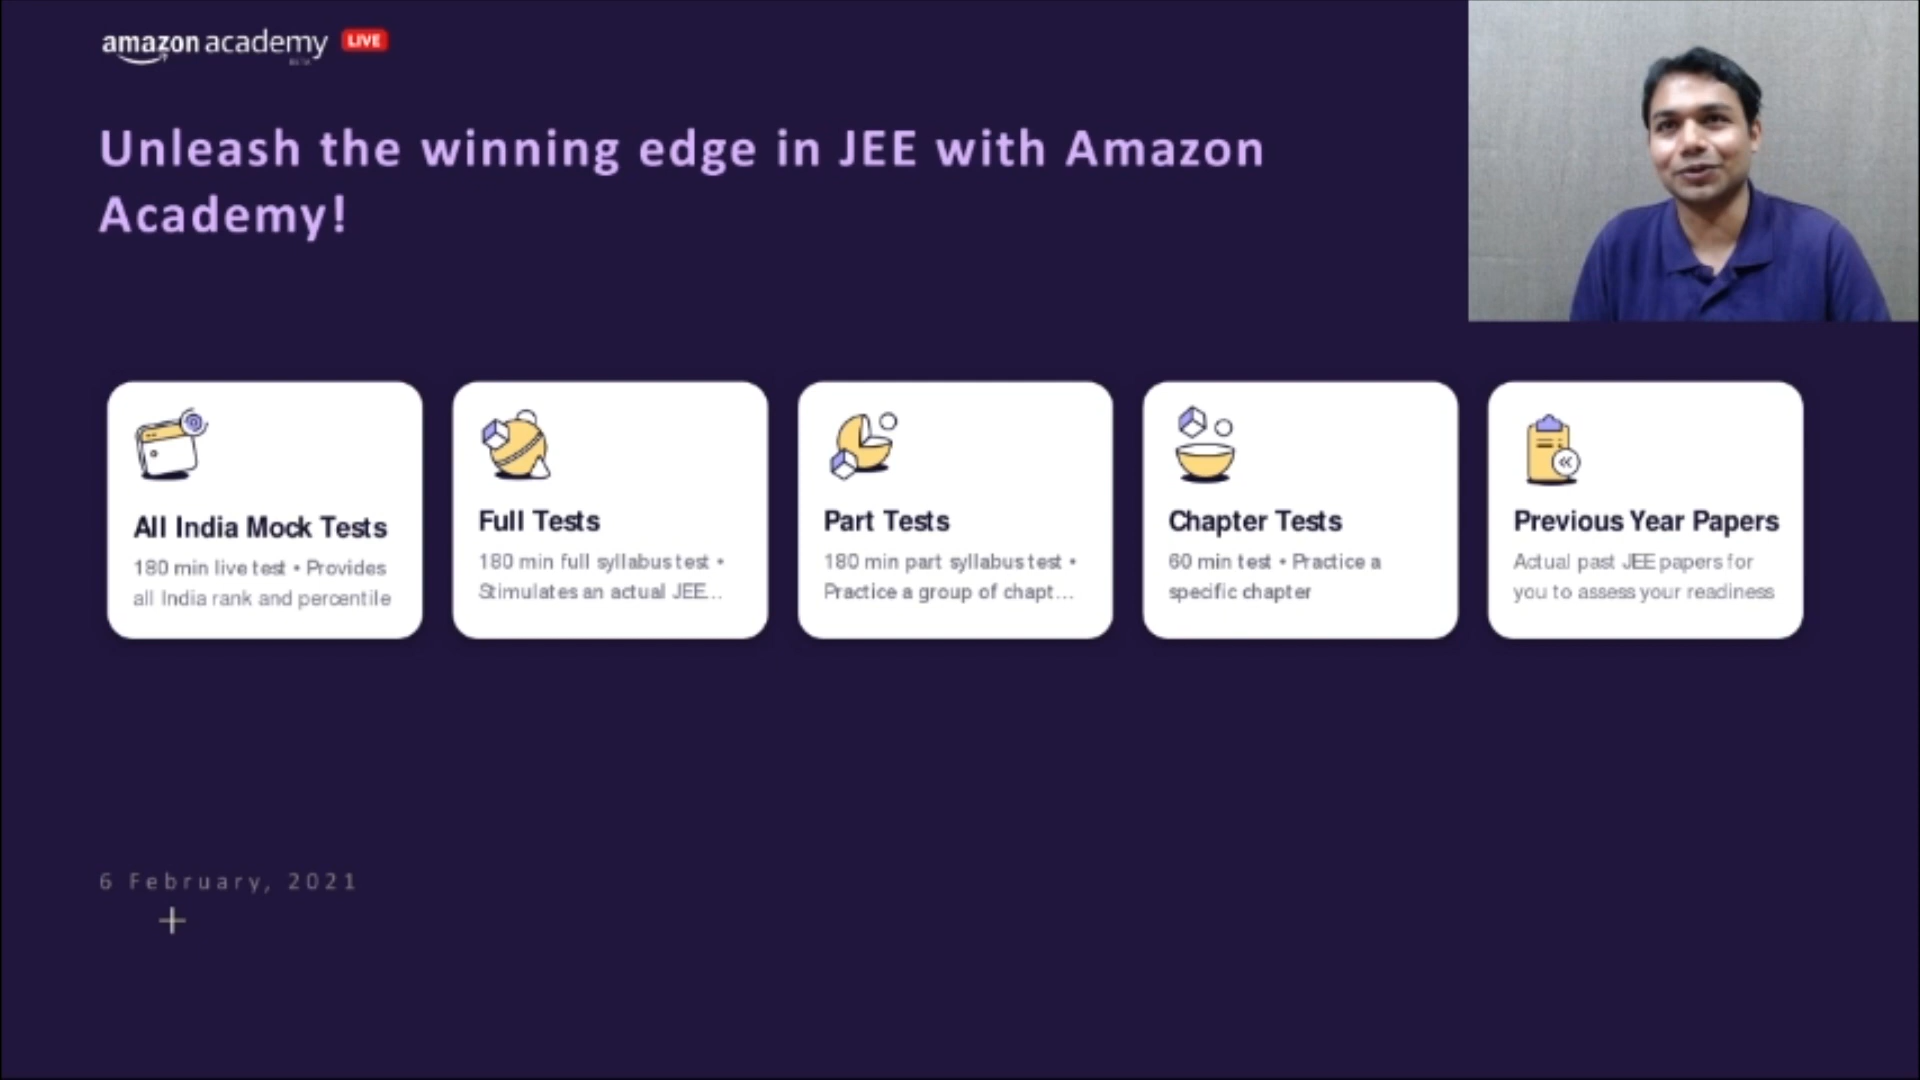 amazon academy LIVE
BETA
Unleash the winning edge in JEE with Amazon
Academy!
All India Mock Tests
180 min live test • Provides
all India rank and percentile
Full Tests
180 min full syllabus test •
Stimulates an actual JEE...
Part Tests
180 min part syllabus test •
Practice a group of chapt...
Chapter Tests
60 min test • Practice a
specific chapter
Previous Year Papers
Actual past JEE papers for
you to assess your readiness
6 February, 2021